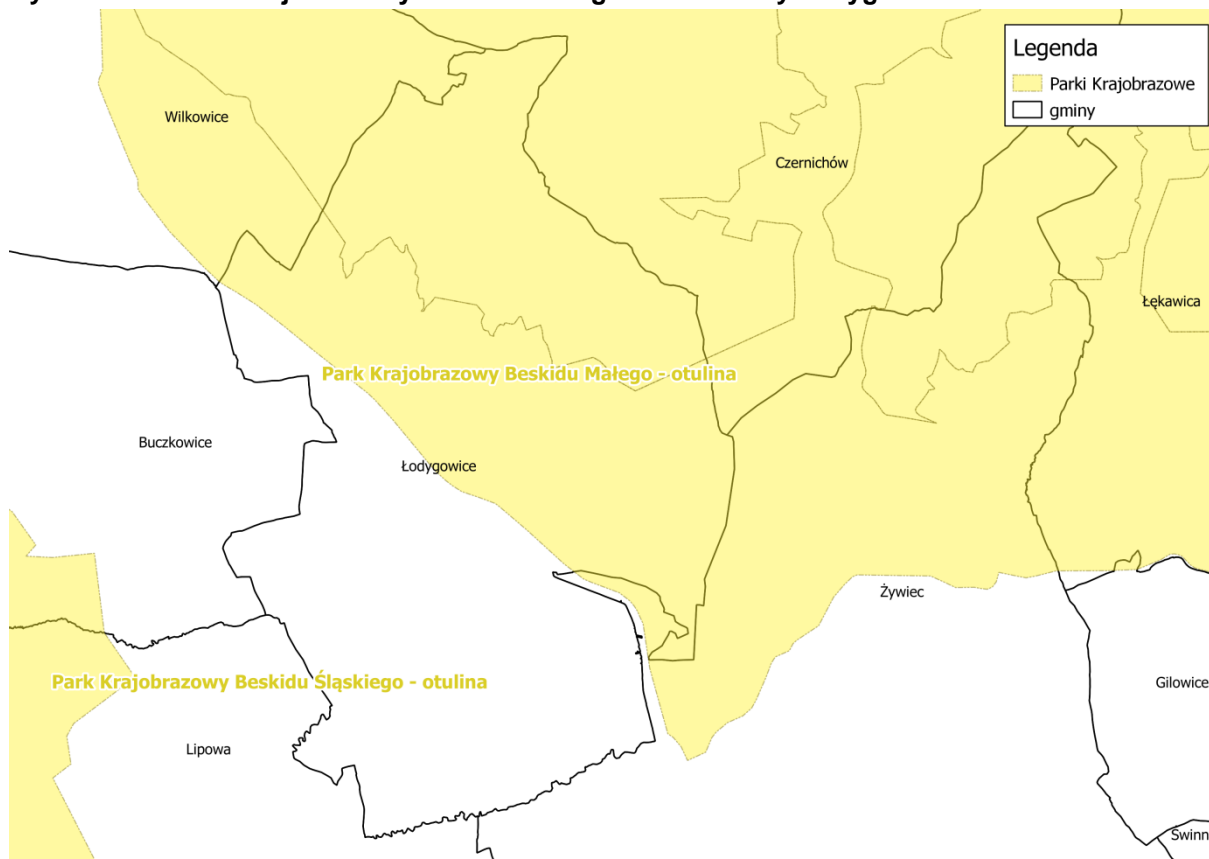 Legenda
Parki Krajobrazowe
gminy
Wilkowice
Czernichów
Łękawica
Park Krajobrazowy Beskidu Małego - otulina
Buczkowice
Łodygowice
Żywiec
Park Krajobrazowy Beskidu Śląskiego - otulina
Gilowice
Lipowa
Świnn